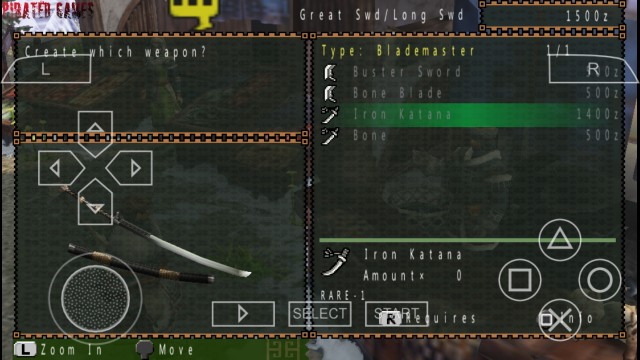 PIRATED GAMES
Great Swd/Long Swd
1500z
Create which weapon?
Type: Blademaster
1/1
L
R
Buster Sword
Bone Blade 500z
Iron Katana 1400z
Bone 500z
Iron Katana
Amount× 0
RARE-1
SELECT
START
R Requires
Info
L Zoom In
Move